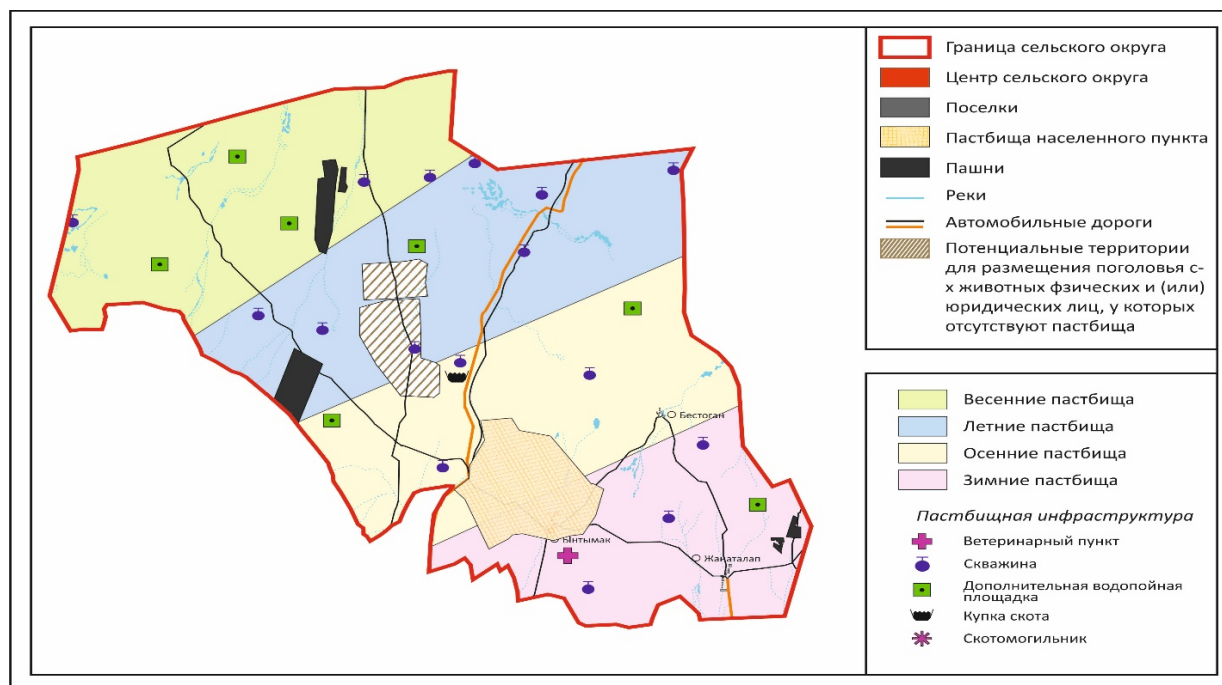 Граница сельского округа
Центр сельского округа
Поселки
Пастбища населенного пункта
Пашни
Реки
Автомобильные дороги
Потенциальные территории
для размещения поголовья с-
х животных фзических и (или)
юридических лиц, у которых
отсутствуют пастбища
Весенние пастбища
Летние пастбища
Осенние пастбища
Зимние пастбища
Пастбищная инфраструктура
Ветеринарный пункт
Скважина
Дополнительная водопойная
площадка
Купка скота
Скотомогильник
Бестоган
Ынтымак
Жанаталап